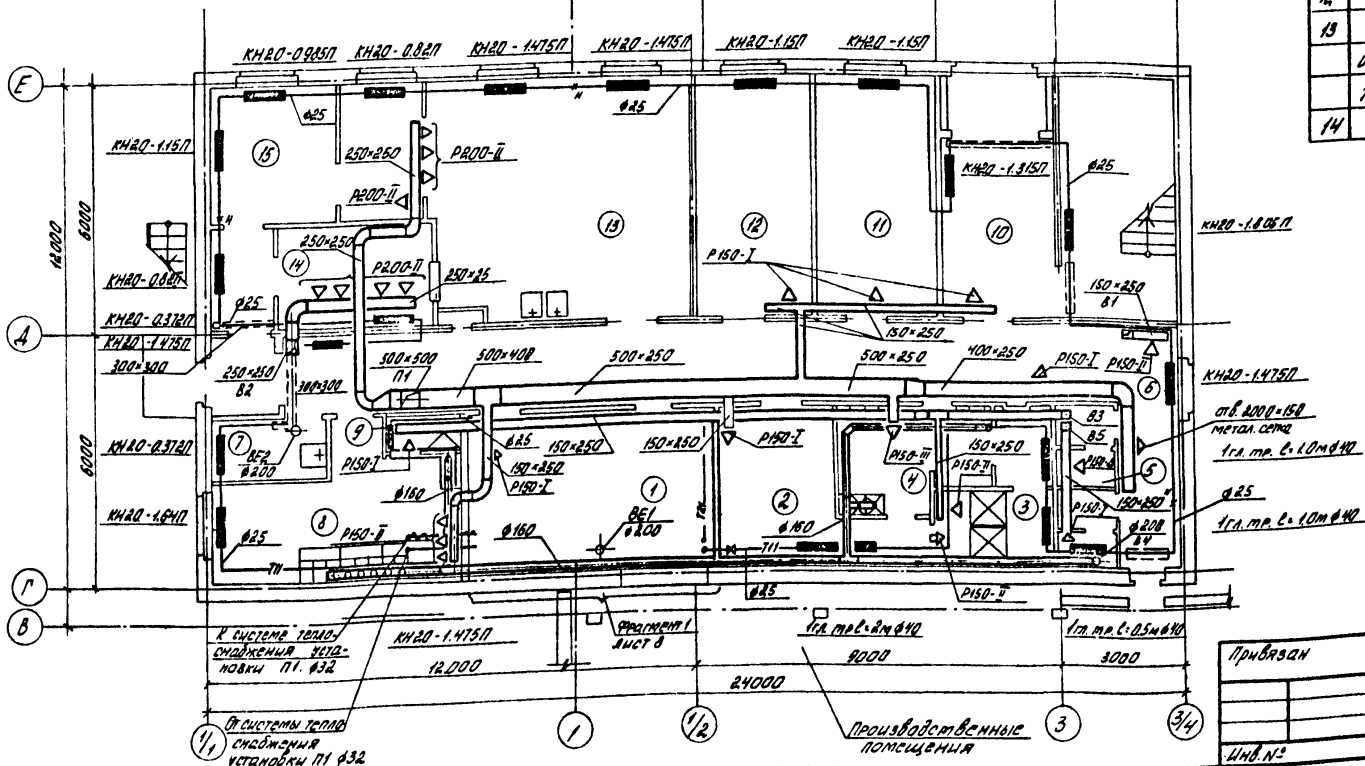 13
14
КН20-0.985П
КН20-0.82П
КН20-1.475П
КН20-1.475П
КН20-1.15П
КН20-1.15П
Е
12000
6000
КН20-1.15П
ф25
15
250×250
Р200-II
Р200-II
ф25
13
12
11
КН20-1.315П
10
ф25
КН20-1.806П
250×250
14
Р200-II
250×25
Р150-I
150×250
В1
КН20-0.82П
ф25
КН20-0.372П
Д
КН20-1.475П
300×300
250×250
В2
300×300
500×500
П1
500×400
500×250
150×250
500×250
400×250
Р150-I
Р150-II
6
КН20-1.475П
отв. 2000×150
метал. сетка
1гл. тр. ℓ=1.0м ф40
КН20-0.372П
6000
7
ВЕ2
ф200
9
Р150-I
ф25
150×250
150×250
Р150-I
150×250
Р150-I
Р150-III
150×250
4
Р150-II
В3
В5
Р150-II
5
150×250
ф25
1гл. тр. ℓ=1.0м ф40
КН20-1.64П
8
ф160
1
2
3
Р150-I
ф25
Т11
Р150-II
ф160
ВЕ1
ф200
Т21
Т11
ф160
ф200
В4
ф25
Р150-II
Г
В
К системе тепло-
снабжения уста-
новки П1. ф32
КН20-1.475П
фрагмент 1
лист 8
1гл. тр. ℓ=2м ф40
1гл. тр. ℓ=0.5м ф40
12.000
9000
3000
24000
1/1
1
1/2
3
3/4
От системы тепло
снабжения
установки П1 ф32
Производственные
помещения
Привязан
Инв. №